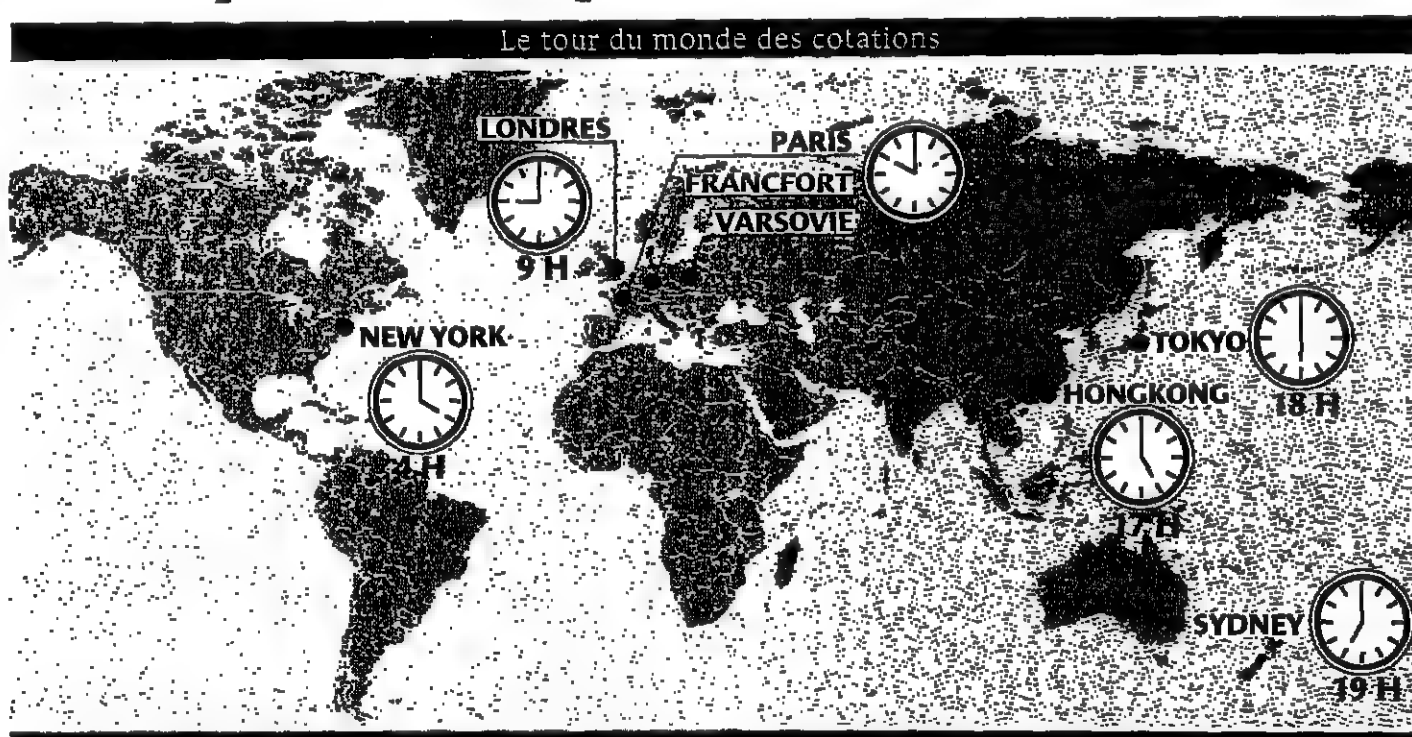 Le tour du monde des cotations
LONDRES
9 H
PARIS
FRANCFORT
VARSOVIE
NEW YORK
4 H
TOKYO
18 H
HONGKONG
17 H
SYDNEY
19 H